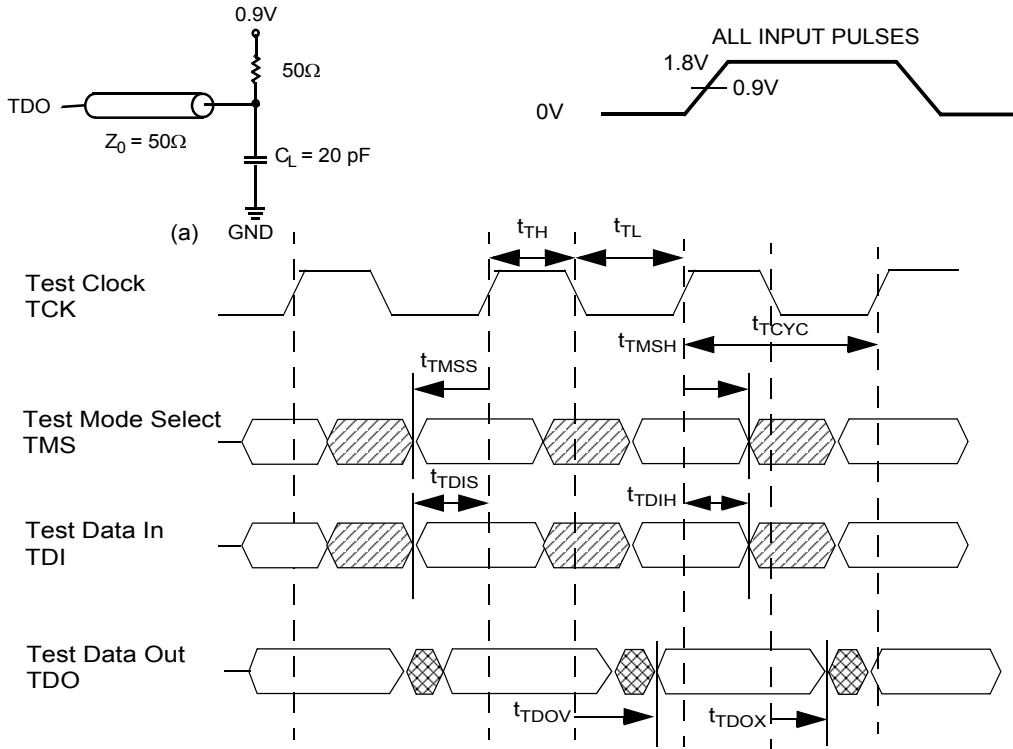 0.9V
50Ω
TDO
Z0 = 50Ω
CL = 20 pF
(a)
GND
ALL INPUT PULSES
1.8V
0.9V
0V
tTH
tTL
Test Clock
TCK
tTCYC
tTMSH
tTMSS
Test Mode Select
TMS
tTDIS
tTDIH
Test Data In
TDI
Test Data Out
TDO
tTDOV
tTDOX